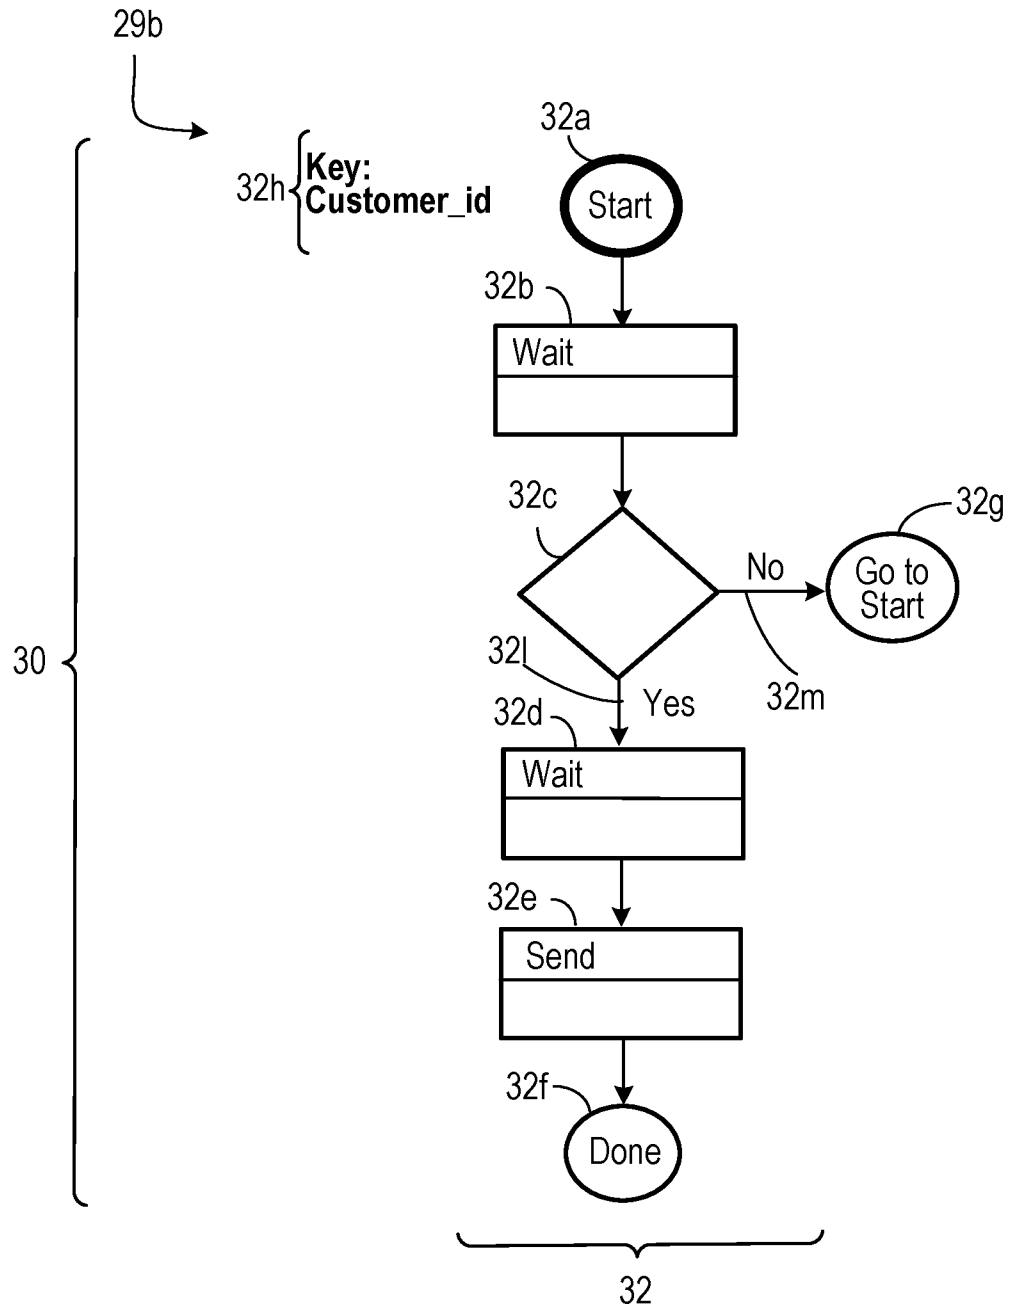 29b
32a
Key:
32h
Customer_id
Start
32b
Wait
32c
32g
No
Go to
Start
32l
30
32m
Yes
32d
Wait
32e
Send
32f
Done
32